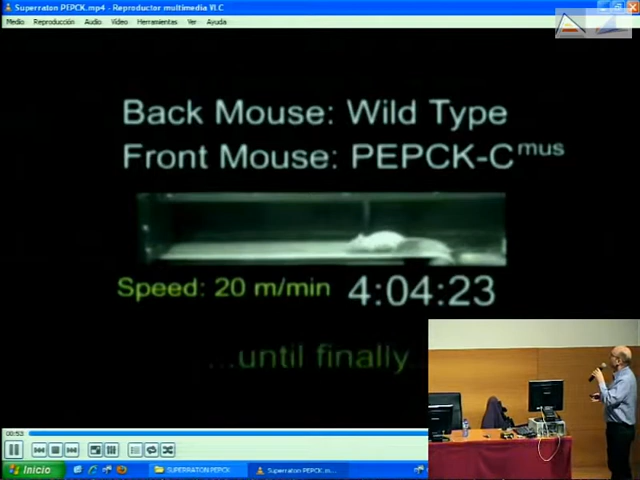 Superraton PEPCK.mp4 - Reproductor multimedia VLC
Medio Reproducción Audio Vídeo Herramientas Ver Ayuda
Back Mouse: Wild Type
Front Mouse: PEPCK-Cmus
Speed: 20 m/min 4:04:23
...until finally
00:53
Inicio SUPERRATON PEPCK Superraton PEPCK.m...